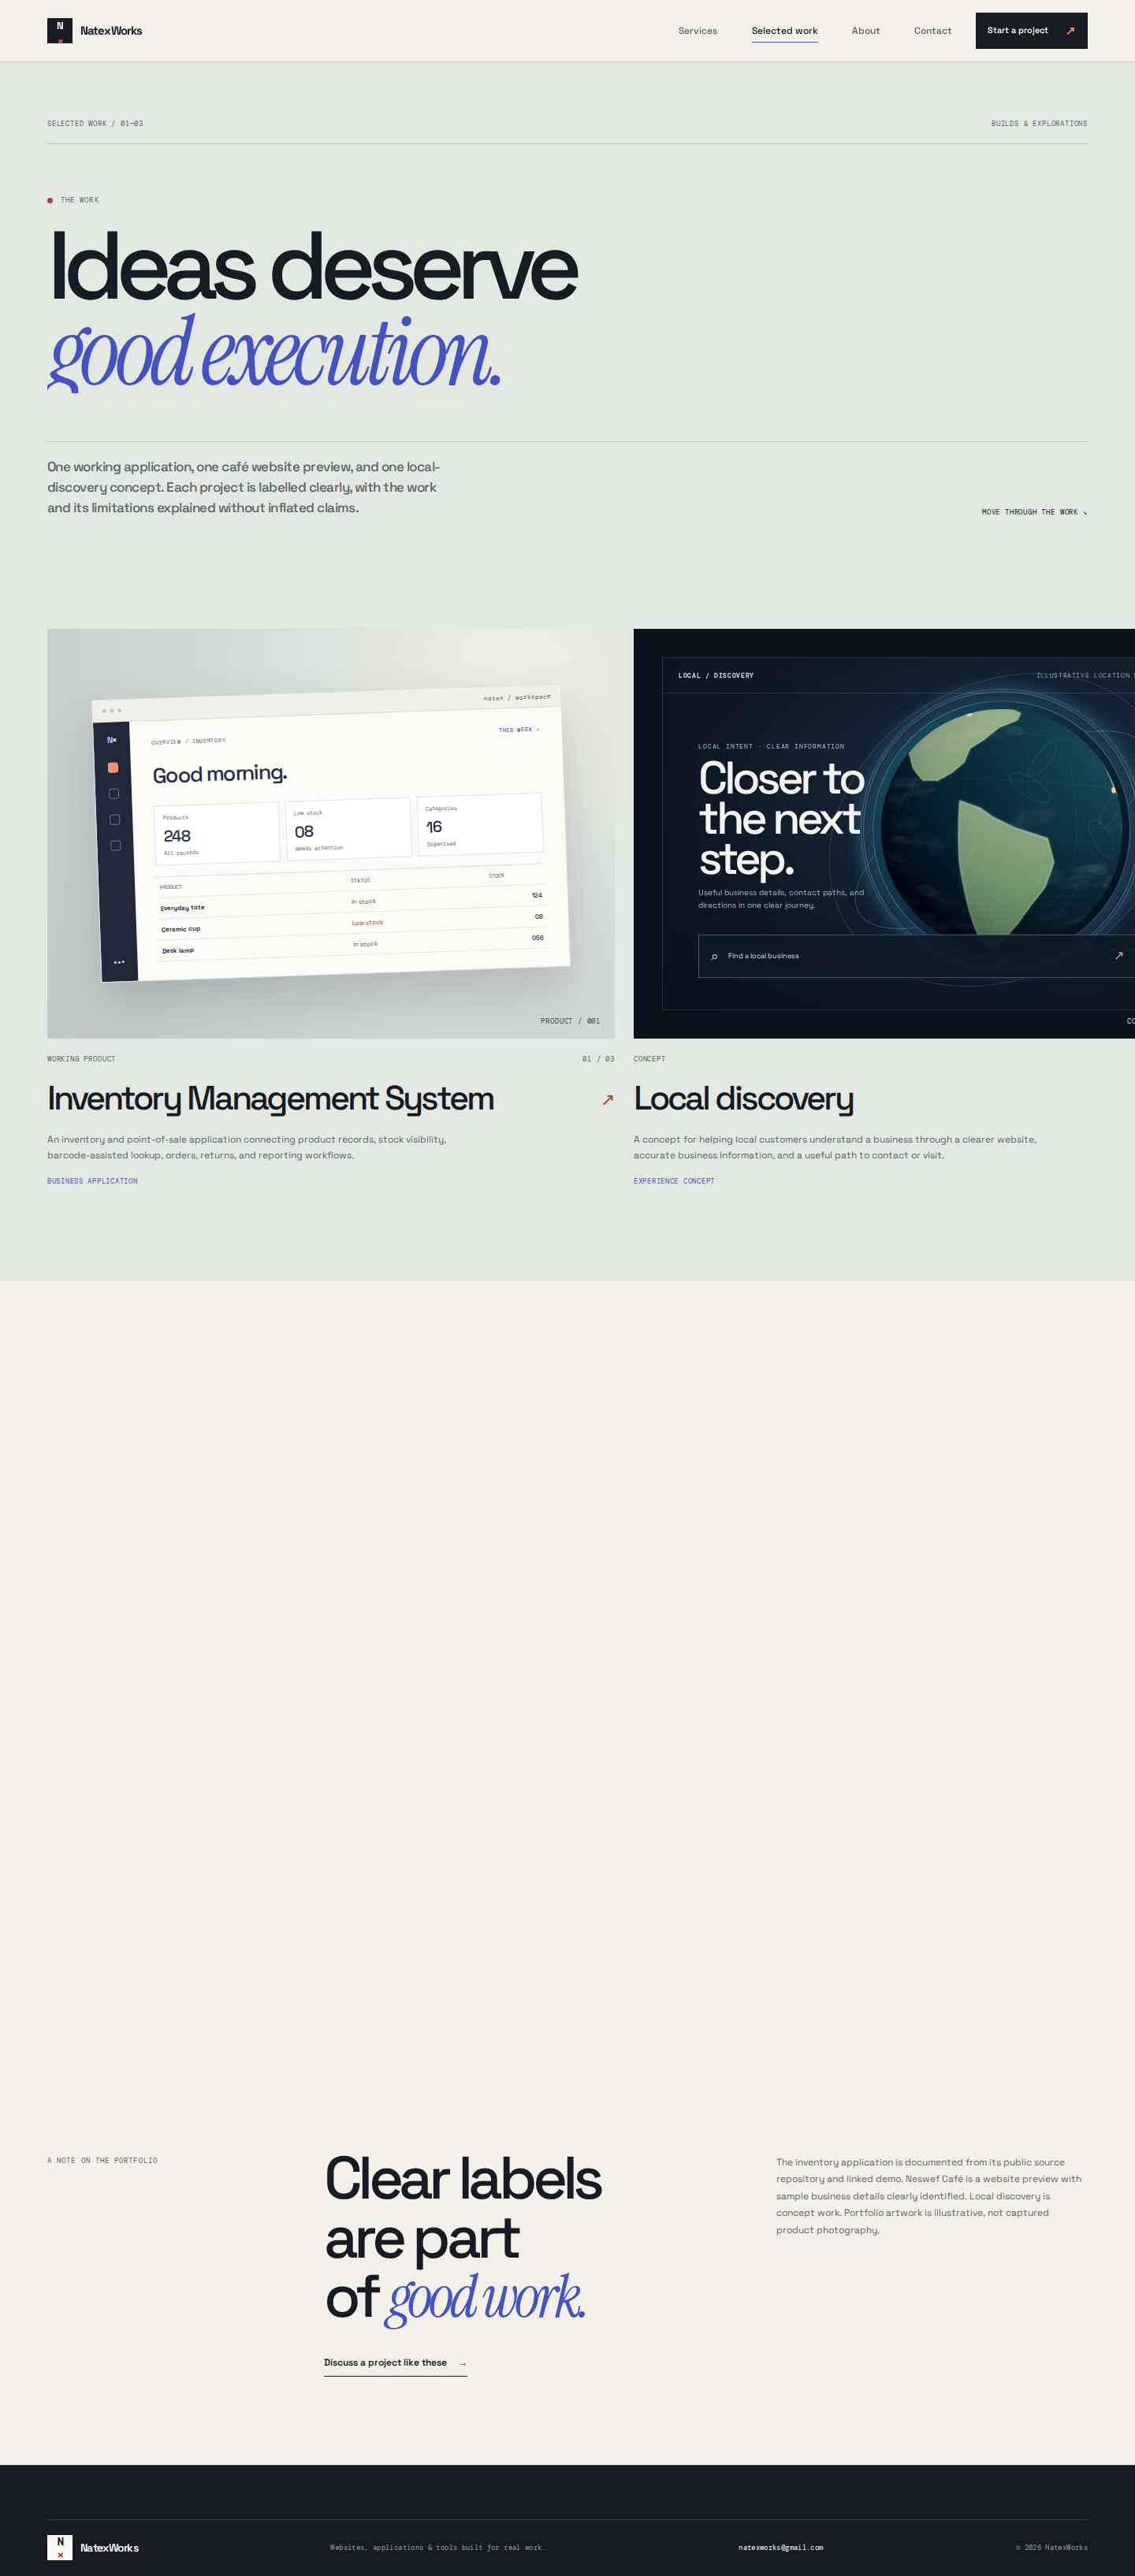 N
×
NatexWorks
Services
Selected work
About
Contact
Start a project ↗
SELECTED WORK / 01—03
BUILDS & EXPLORATIONS
THE WORK
Ideas deserve
good execution.
One working application, one café website preview, and one local-
discovery concept. Each project is labelled clearly, with the work
and its limitations explained without inflated claims.
MOVE THROUGH THE WORK ↘
natex / workspace
N×
OVERVIEW / INVENTORY
THIS WEEK ↗
Good morning.
Products
248
All records
Low stock
08
Needs attention
Categories
16
Organised
PRODUCT STATUS STOCK
Everyday tote In stock 124
Ceramic cup Low stock 08
Desk lamp In stock 056
PRODUCT / 001
LOCAL / DISCOVERY
ILLUSTRATIVE LOCATION
LOCAL INTENT · CLEAR INFORMATION
Closer to
the next
step.
Useful business details, contact paths, and
directions in one clear journey.
Find a local business ↗
CO
WORKING PRODUCT
01 / 03
Inventory Management System ↗
An inventory and point-of-sale application connecting product records, stock visibility,
barcode-assisted lookup, orders, returns, and reporting workflows.
BUSINESS APPLICATION
CONCEPT
Local discovery
A concept for helping local customers understand a business through a clearer website,
accurate business information, and a useful path to contact or visit.
EXPERIENCE CONCEPT
A NOTE ON THE PORTFOLIO
Clear labels
are part
of good work.
Discuss a project like these →
The inventory application is documented from its public source
repository and linked demo. Neswef Café is a website preview with
sample business details clearly identified. Local discovery is
concept work. Portfolio artwork is illustrative, not captured
product photography.
N
×
NatexWorks
Websites, applications & tools built for real work.
natexworks@gmail.com
© 2026 NatexWorks